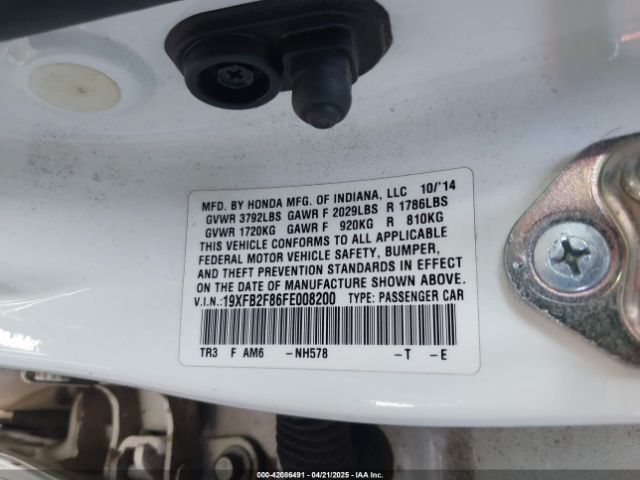 MFD. BY HONDA MFG. OF INDIANA, LLC 10/'14
GVWR 3792LBS GAWR F 2029LBS R 1786LBS
GVWR 1720KG GAWR F 920KG R 810KG
THIS VEHICLE CONFORMS TO ALL APPLICABLE
FEDERAL MOTOR VEHICLE SAFETY, BUMPER,
AND THEFT PREVENTION STANDARDS IN EFFECT
ON THE DATE OF MANUFACTURE SHOWN ABOVE.
V.I.N.:19XFB2F86FE008200 TYPE: PASSENGER CAR
TR3 F AM6 -NH578 -T -E
000-42086491 - 04/21/2025 - IAAI.COM